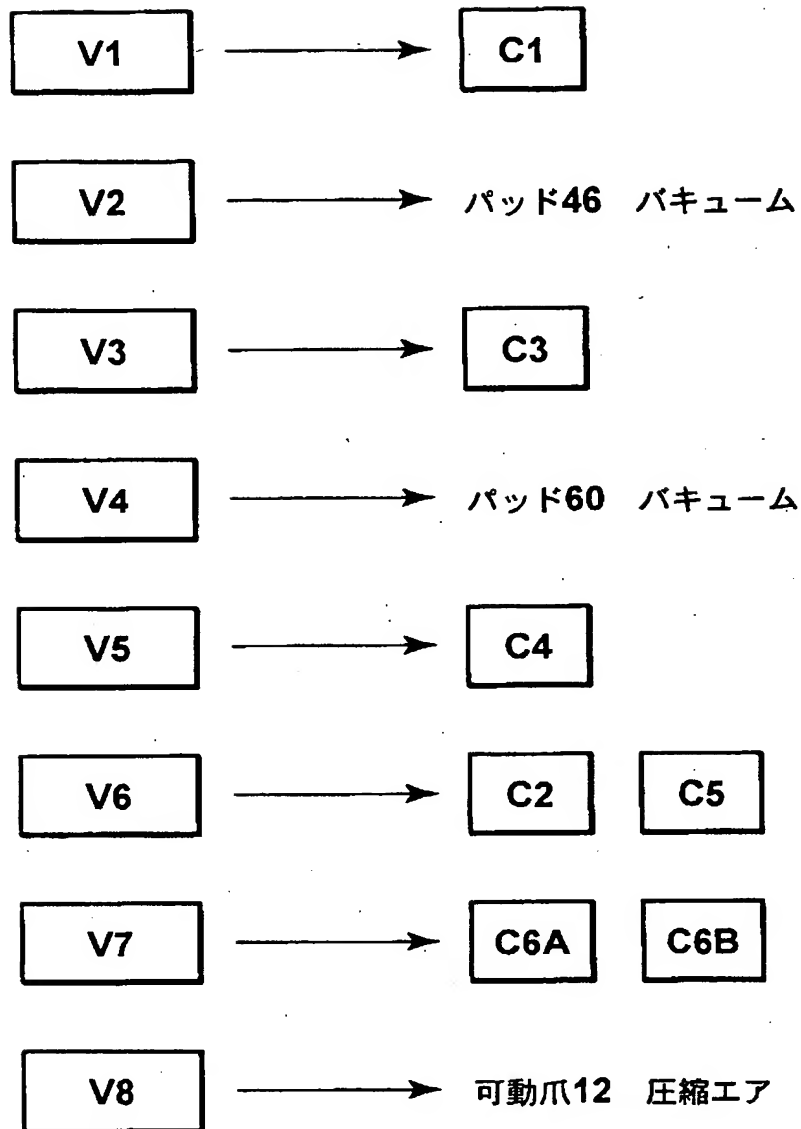 V1 C1
V2 パッド46 バキューム
V3 C3
V4 パッド60 バキューム
V5 C4
V6 C2 C5
V7 C6A C6B
V8 可動爪12 圧縮エア